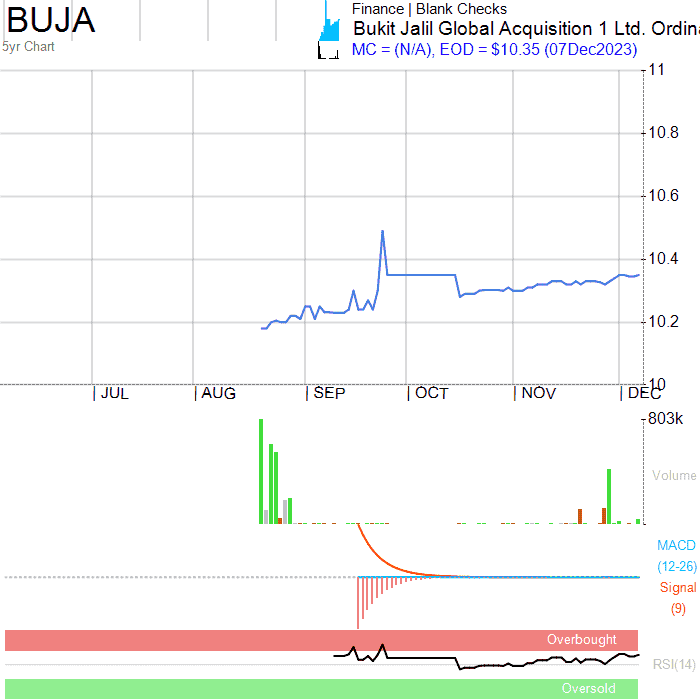 BUJA
5yr Chart
Finance | Blank Checks
Bukit Jalil Global Acquisition 1 Ltd. Ordina
MC = (N/A), EOD = $10.35 (07Dec2023)
11
10.8
10.6
10.4
10.2
10
JUL AUG SEP OCT NOV DEC
803k
Volume
MACD
(12-26)
Signal
(9)
Overbought
RSI(14)
Oversold